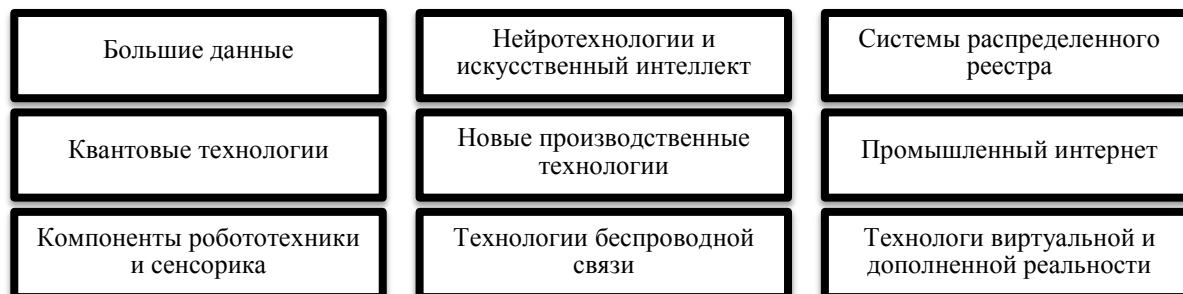 Большие данные
Нейротехнологии и
искусственный интеллект
Системы распределенного
реестра
Квантовые технологии
Новые производственные
технологии
Промышленный интернет
Компоненты робототехники
и сенсорика
Технологии беспроводной
связи
Технологи виртуальной и
дополненной реальности